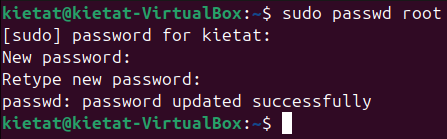 kietat@kietat-VirtualBox:~$ sudo passwd root
[sudo] password for kietat:
New password:
Retype new password:
passwd: password updated successfully
kietat@kietat-VirtualBox:~$